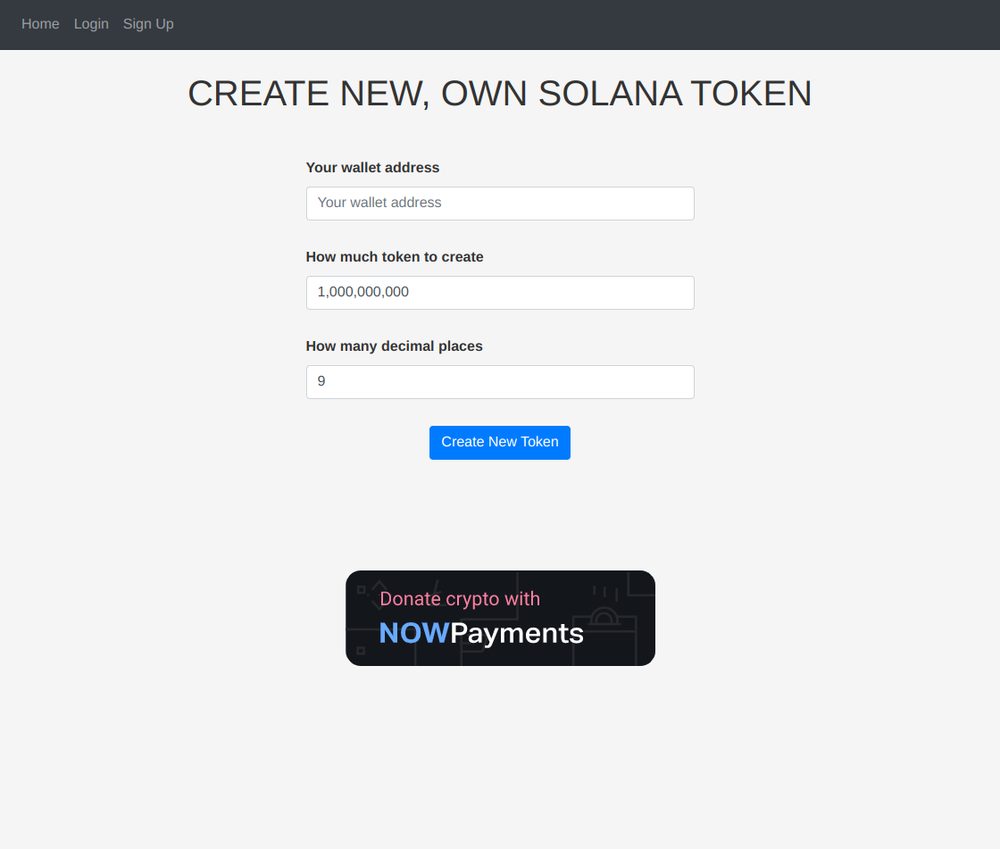 Home Login Sign Up
CREATE NEW, OWN SOLANA TOKEN
Your wallet address
Your wallet address
How much token to create
1,000,000,000
How many decimal places
9
Create New Token
Donate crypto with
NOWPayments